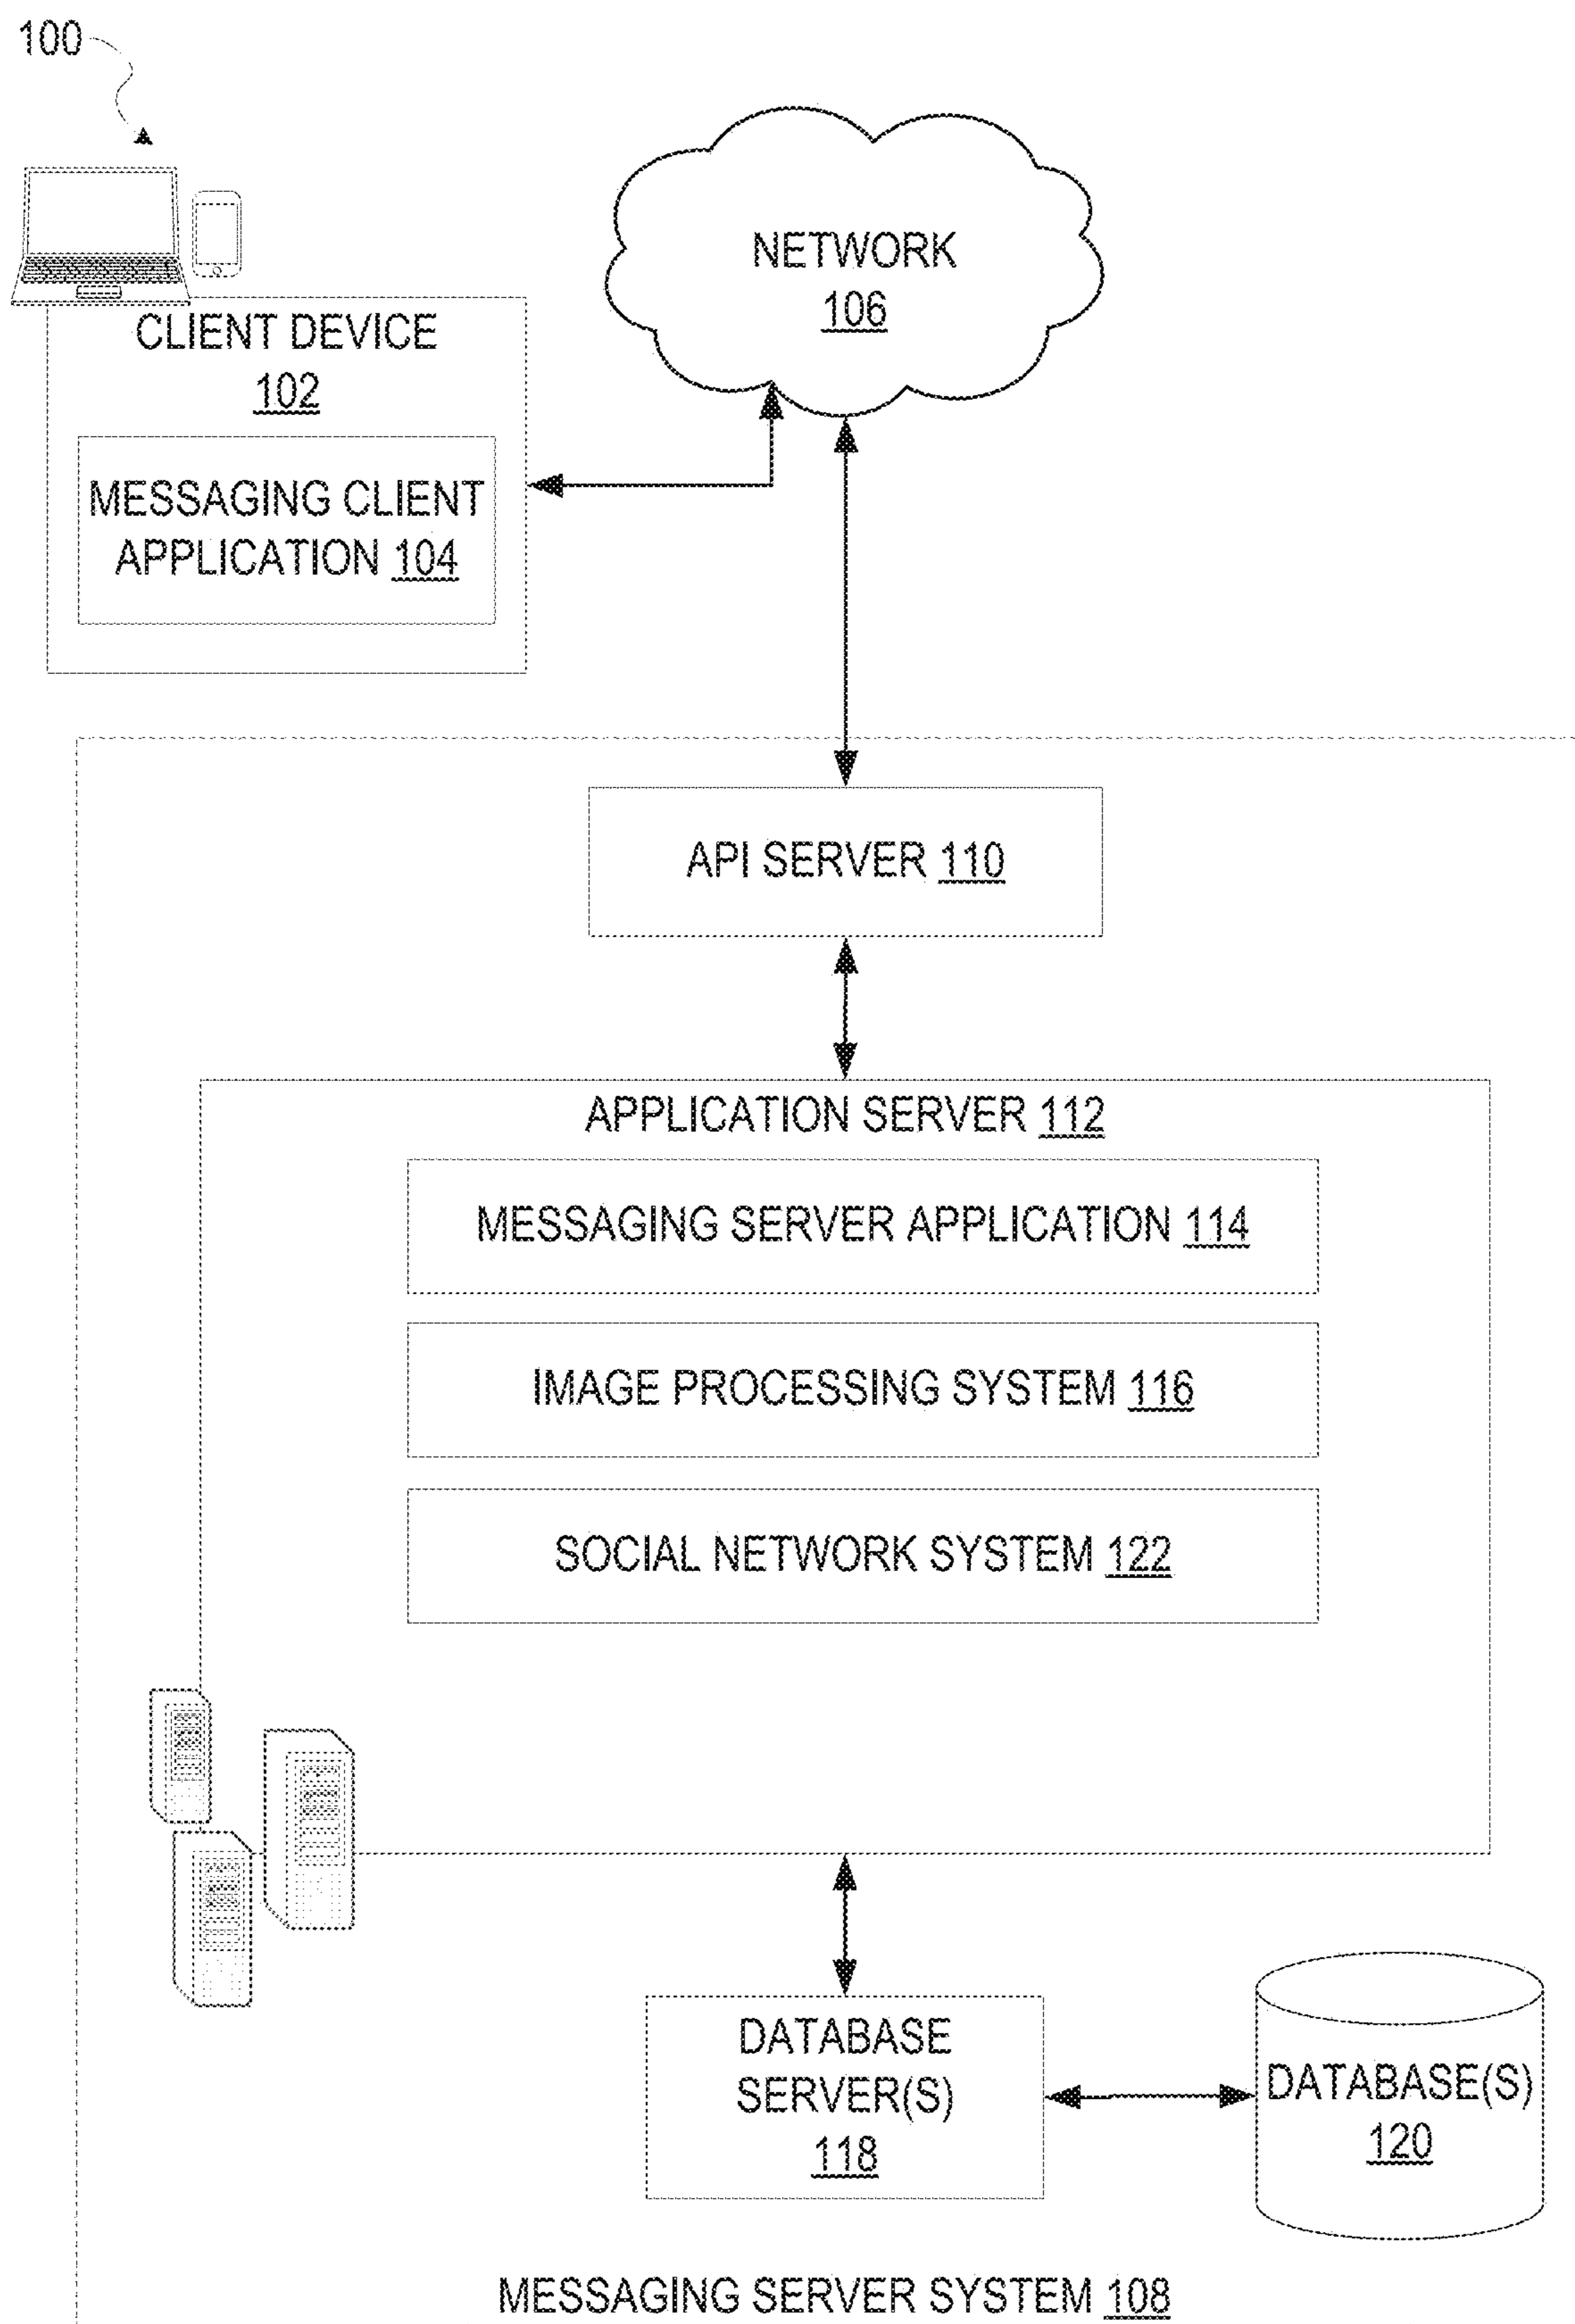 100
NETWORK
106
CLIENT DEVICE
102
MESSAGING CLIENT
APPLICATION 104
API SERVER 110
APPLICATION SERVER 112
MESSAGING SERVER APPLICATION 114
IMAGE PROCESSING SYSTEM 116
SOCIAL NETWORK SYSTEM 122
DATABASE
SERVER(S)
118
DATABASE(S)
120
MESSAGING SERVER SYSTEM 108